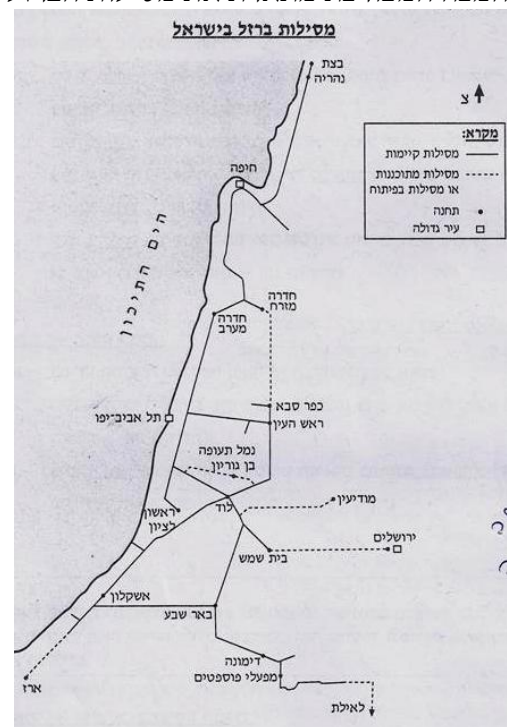 מסילות ברזל בישראל
בצת
נהריה
צ
מקרא:
מסילות קיימות
מסילות מתוכננות
או מסילות בפיתוח
תחנה
עיר גדולה
חיפה
הים התיכון
חדרה
מזרח
חדרה
מערב
כפר סבא
ראש העין
תל אביב-יפו
נמל תעופה
בן גוריון
מודיעין
ראשון
לציון
לוד
ירושלים
בית שמש
אשקלון
באר שבע
דימונה
מפעלי פוספטים
ארז
לאילת